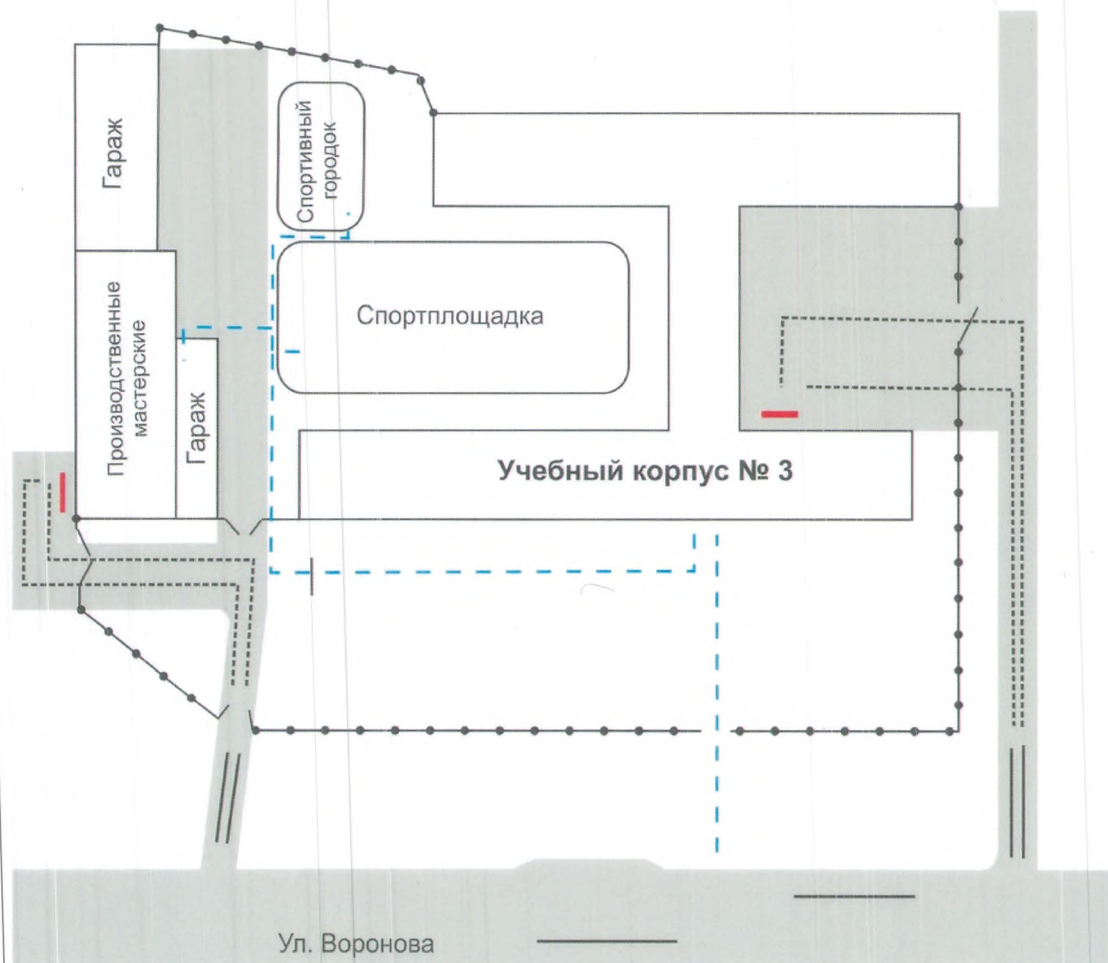 Гараж
Спортивный
городок
Спортплощадка
Производственные
мастерские
Гараж
Учебный корпус № 3
Ул. Воронова